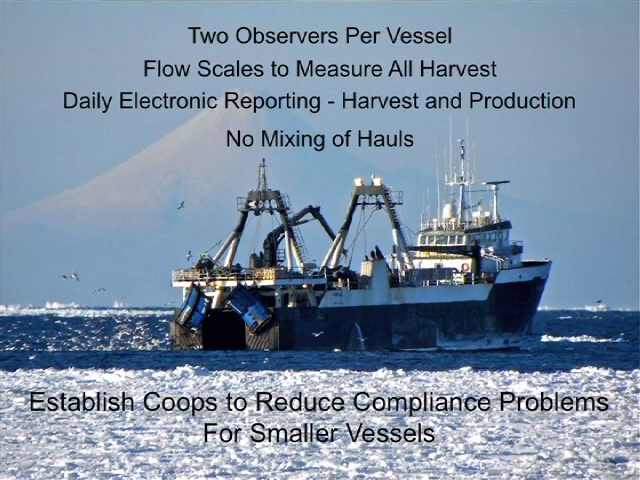 Two Observers Per Vessel
Flow Scales to Measure All Harvest
Daily Electronic Reporting - Harvest and Production
No Mixing of Hauls
Establish Coops to Reduce Compliance Problems
For Smaller Vessels